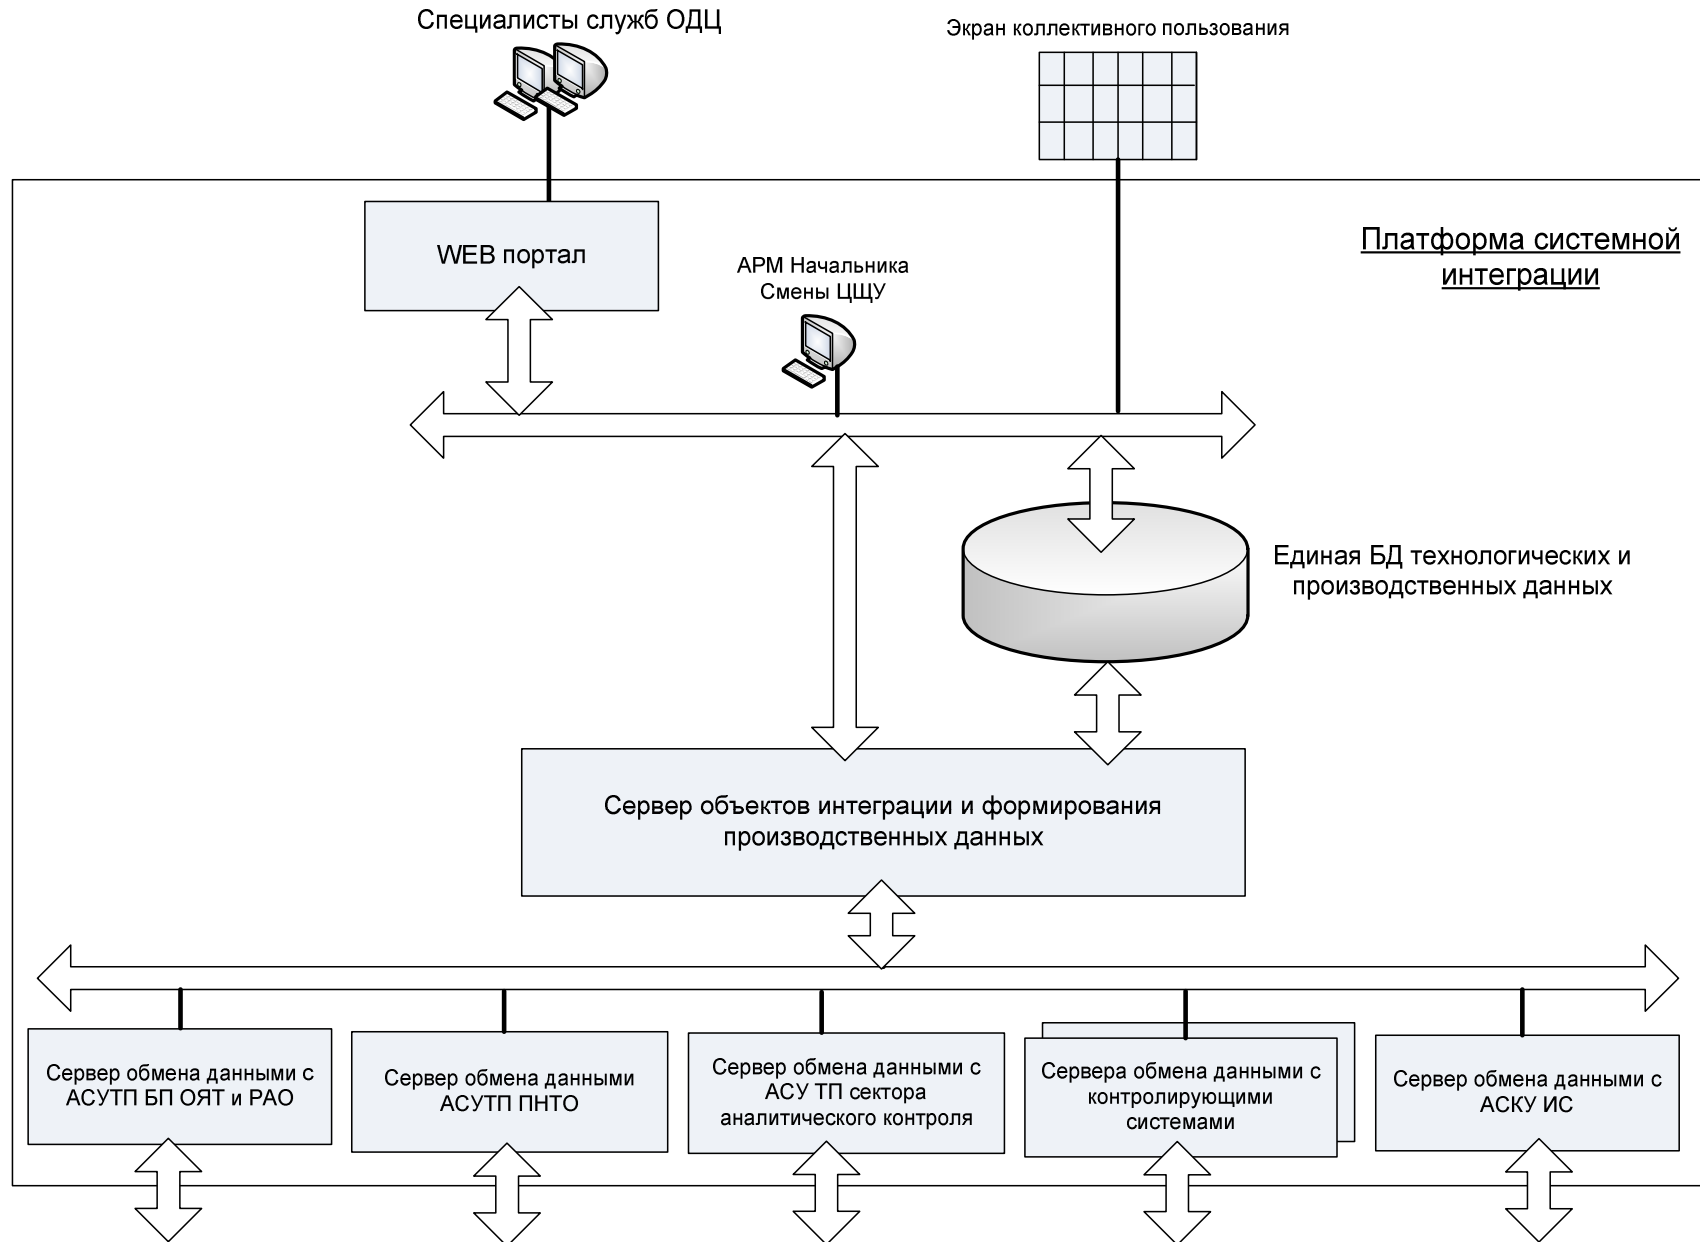 Специалисты служб ОДЦ
Экран коллективного пользования
WEB портал
Платформа системной
интеграции
АРМ Начальника
Смены ЦЩУ
Единая БД технологических и
производственных данных
Сервер объектов интеграции и формирования
производственных данных
Сервер обмена данными с
АСУТП БП ОЯТ и РАО
Сервер обмена данными
АСУТП ПНТО
Сервер обмена данными с
АСУ ТП сектора
аналитического контроля
Сервера обмена данными с
контролирующими
системами
Сервер обмена данными с
АСКУ ИС